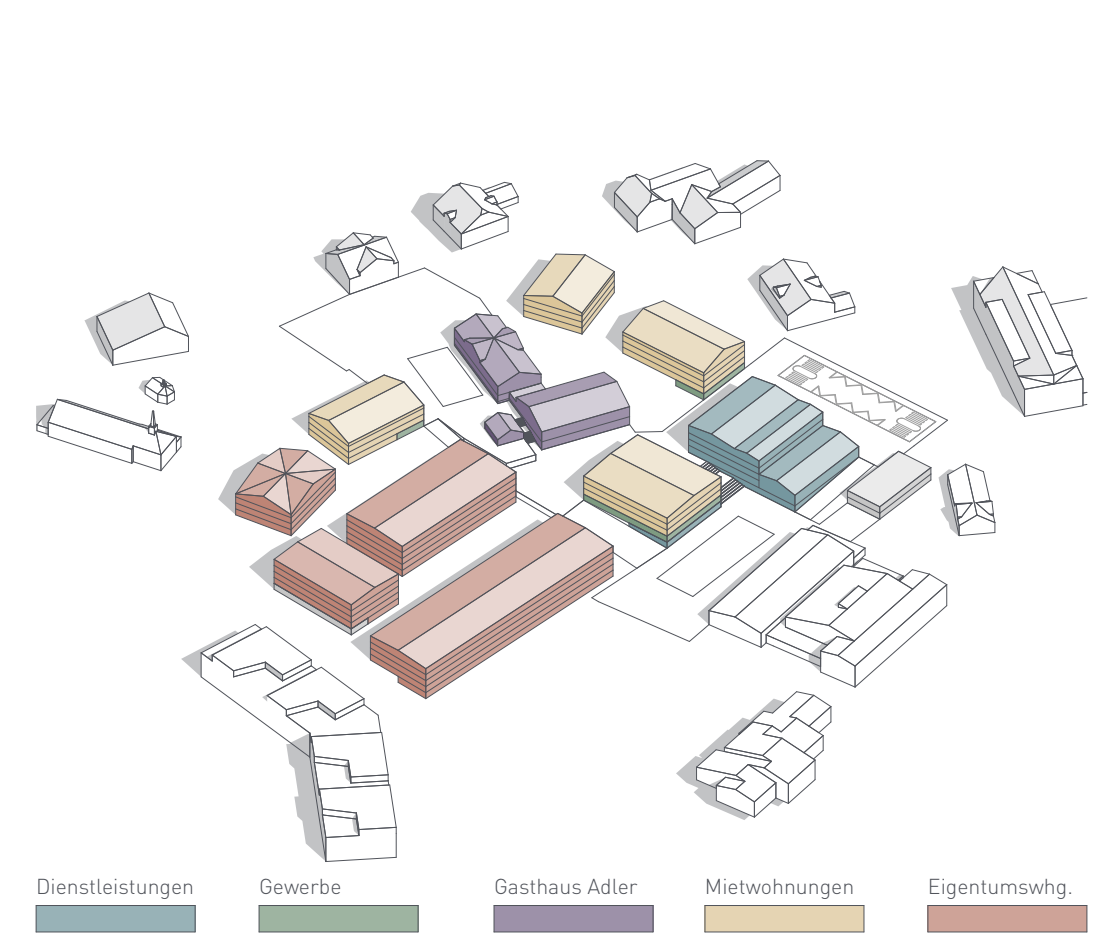 Dienstleistungen
Gewerbe
Gasthaus Adler
Mietwohnungen
Eigentumswhg.